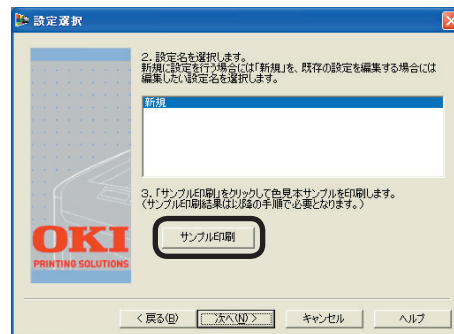 設定選択
2. 設定名を選択します。
新規に設定を行う場合には「新規」を、既存の設定を編集する場合には
編集したい設定名を選択します。
新規
3. 「サンプル印刷」をクリックして色見本サンプルを印刷します。
(サンプル印刷結果は以降の手順で必要となります。)
サンプル印刷
OKI
PRINTING SOLUTIONS
< 戻る(B)
次へ(N) >
キャンセル
ヘルプ